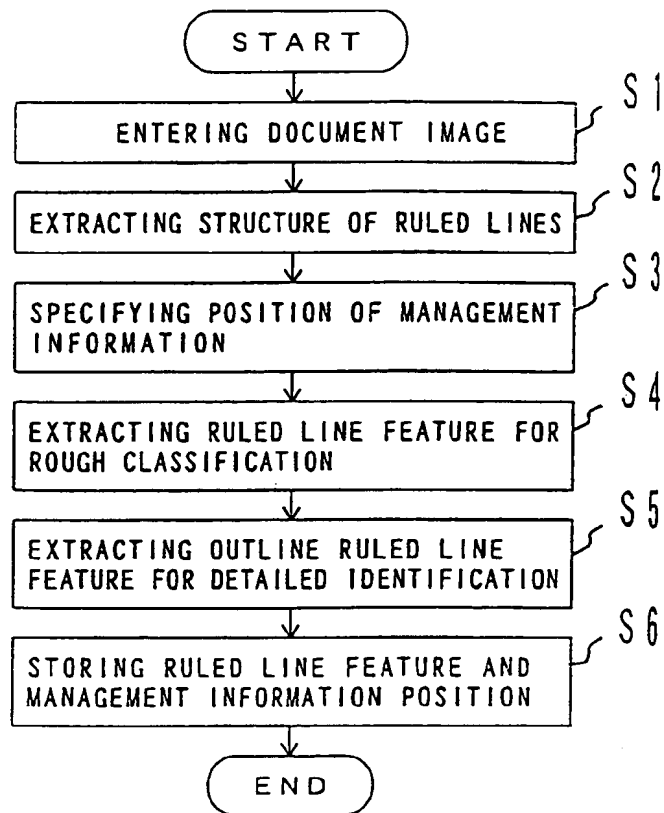 START
S1
ENTERING DOCUMENT IMAGE
S2
EXTRACTING STRUCTURE OF RULED LINES
S3
SPECIFYING POSITION OF MANAGEMENT
INFORMATION
S4
EXTRACTING RULED LINE FEATURE FOR
ROUGH CLASSIFICATION
S5
EXTRACTING OUTLINE RULED LINE
FEATURE FOR DETAILED IDENTIFICATION
S6
STORING RULED LINE FEATURE AND
MANAGEMENT INFORMATION POSITION
END